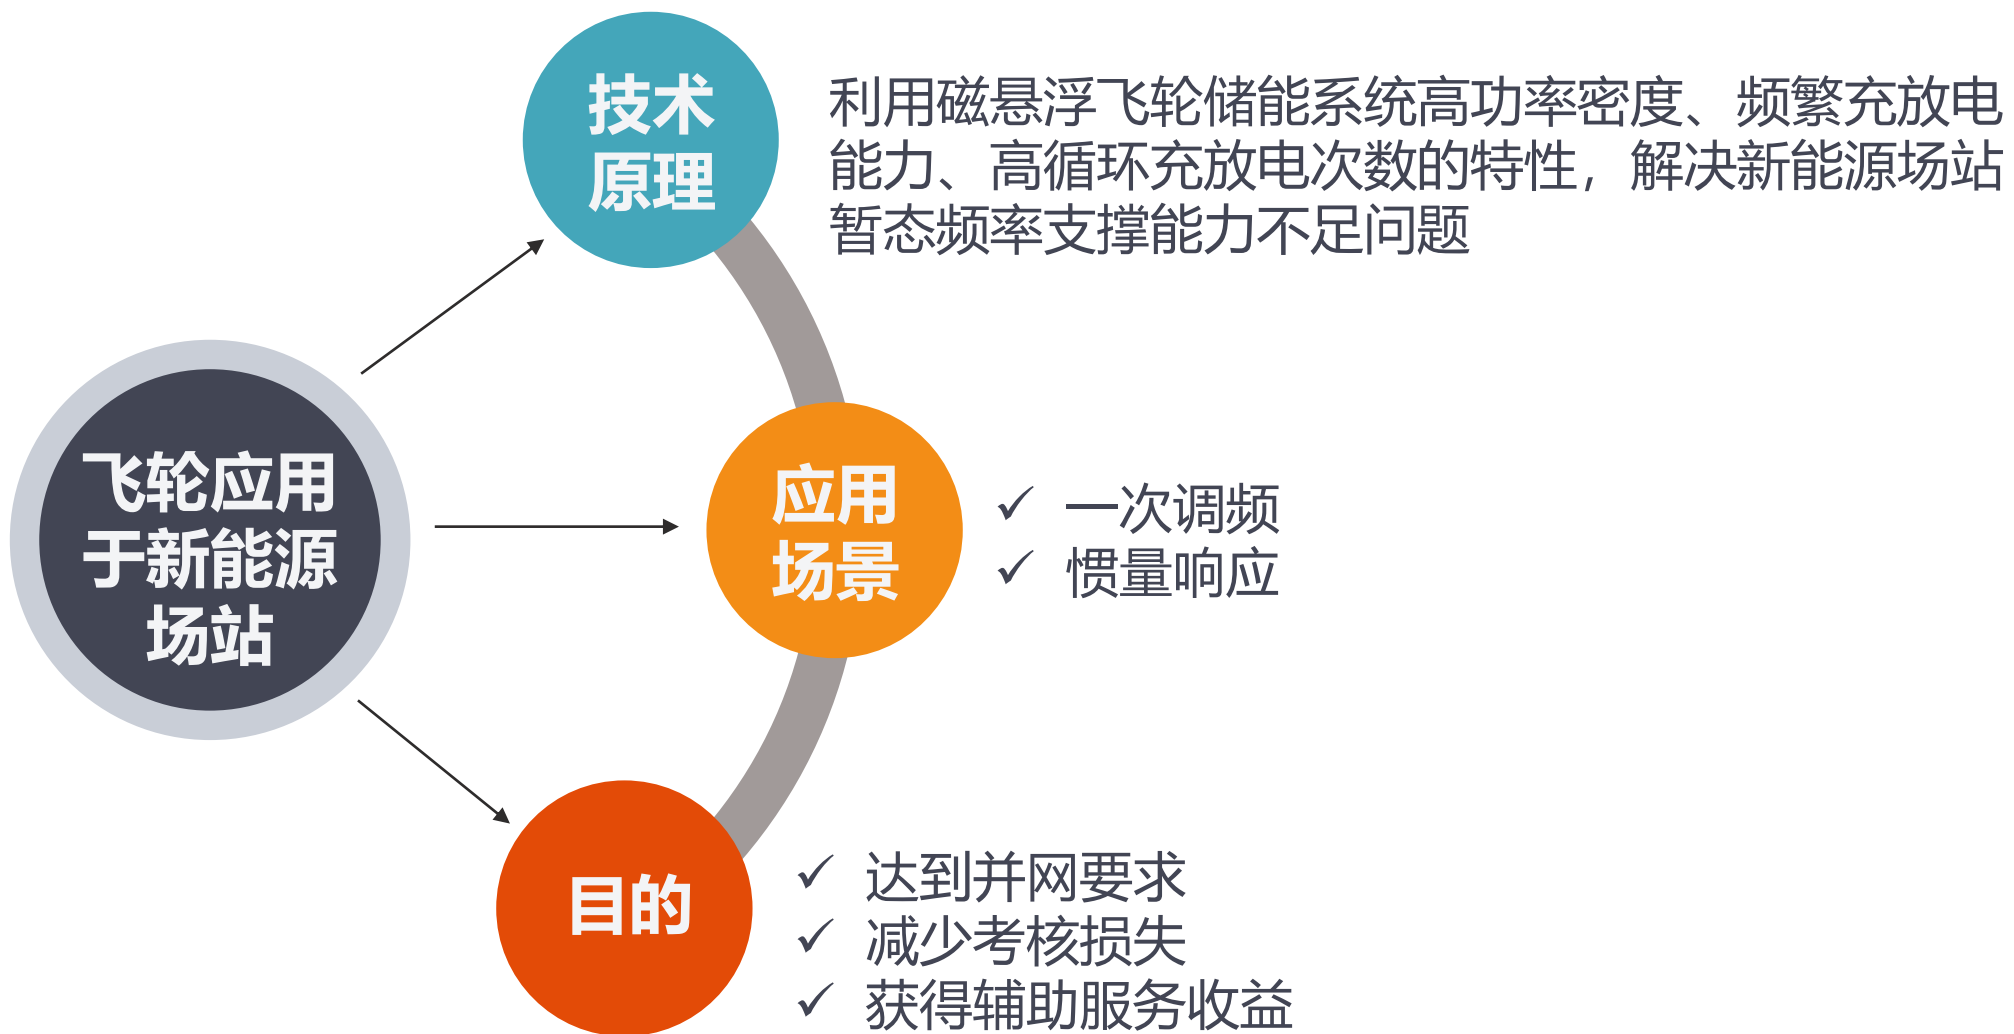 技术
原理
利用磁悬浮飞轮储能系统高功率密度、频繁充放电
能力、高循环充放电次数的特性，解决新能源场站
暂态频率支撑能力不足问题
飞轮应用
于新能源
场站
应用
场景
✓ 一次调频
✓ 惯量响应
目的
✓ 达到并网要求
✓ 减少考核损失
✓ 获得辅助服务收益